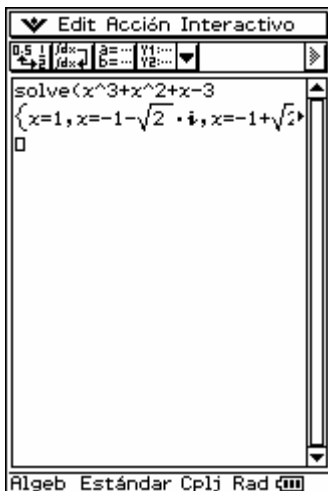 Edit Acción Interactivo
0.5 1 2 ∫dx ∫dx a=… b=… Y1:… Y2:…
solve(x^3+x^2+x-3
{x=1,x=-1-√2·i,x=-1+√2
Algeb Estándar Cplj Rad